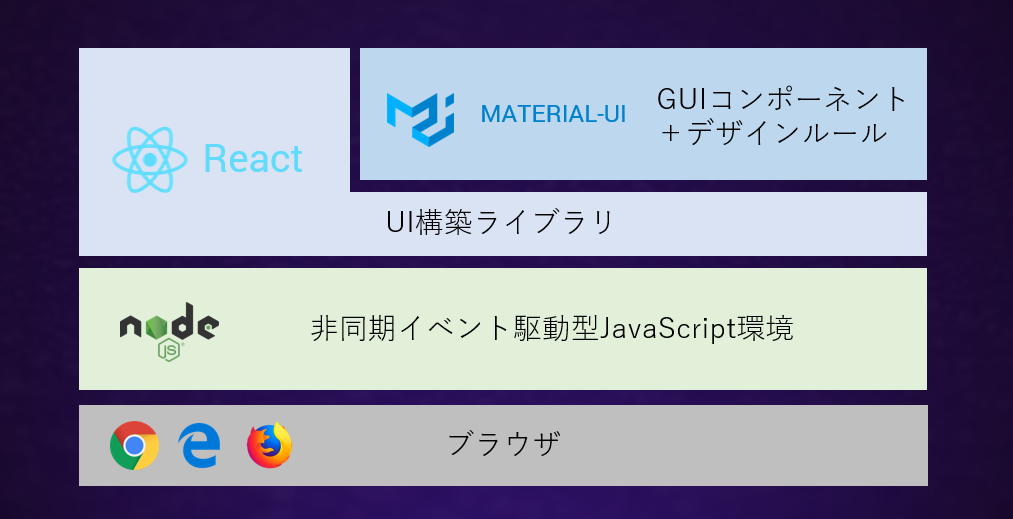 React
MATERIAL-UI
GUIコンポーネント
＋デザインルール
UI構築ライブラリ
node
JS
非同期イベント駆動型JavaScript環境
ブラウザ